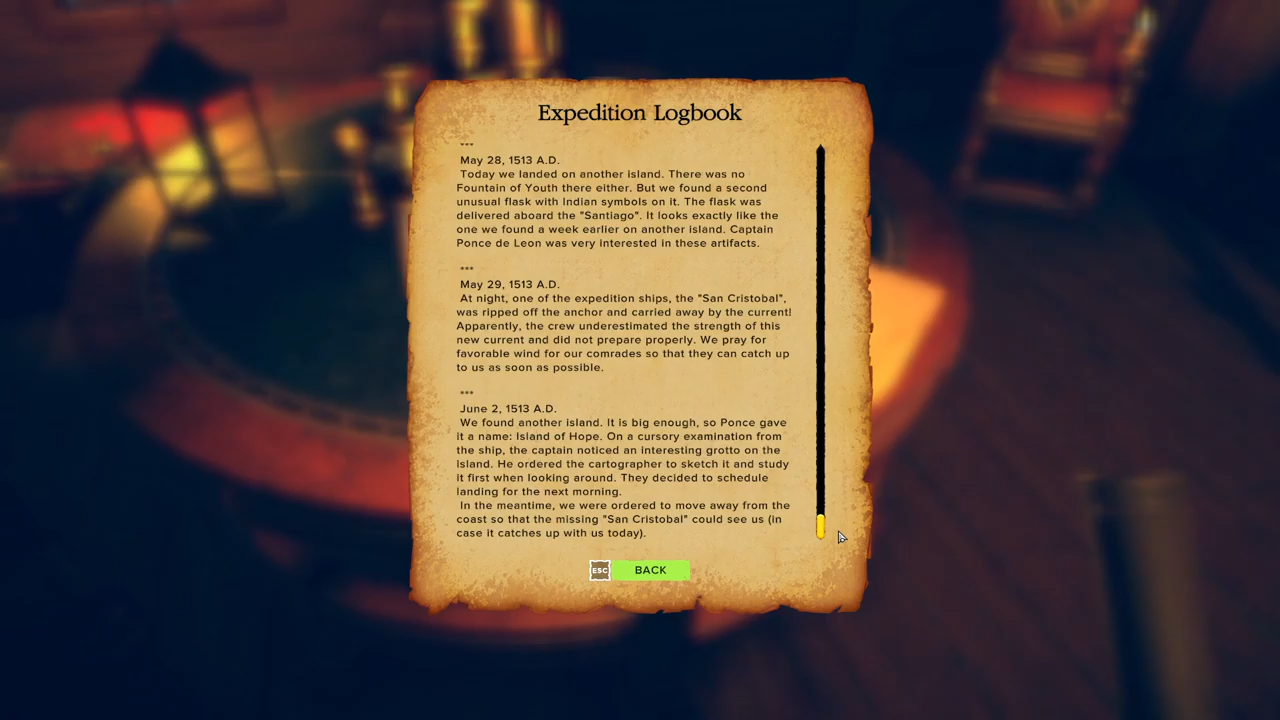 Expedition Logbook
***
May 28, 1513 A.D.
Today we landed on another island. There was no
Fountain of Youth there either. But we found a second
unusual flask with Indian symbols on it. The flask was
delivered aboard the "Santiago". It looks exactly like the
one we found a week earlier on another island. Captain
Ponce de Leon was very interested in these artifacts.
***
May 29, 1513 A.D.
At night, one of the expedition ships, the "San Cristobal",
was ripped off the anchor and carried away by the current!
Apparently, the crew underestimated the strength of this
new current and did not prepare properly. We pray for
favorable wind for our comrades so that they can catch up
to us as soon as possible.
***
June 2, 1513 A.D.
We found another island. It is big enough, so Ponce gave
it a name: Island of Hope. On a cursory examination from
the ship, the captain noticed an interesting grotto on the
island. He ordered the cartographer to sketch it and study
it first when looking around. They decided to schedule
landing for the next morning.
In the meantime, we were ordered to move away from the
coast so that the missing "San Cristobal" could see us (in
case it catches up with us today).
ESC BACK